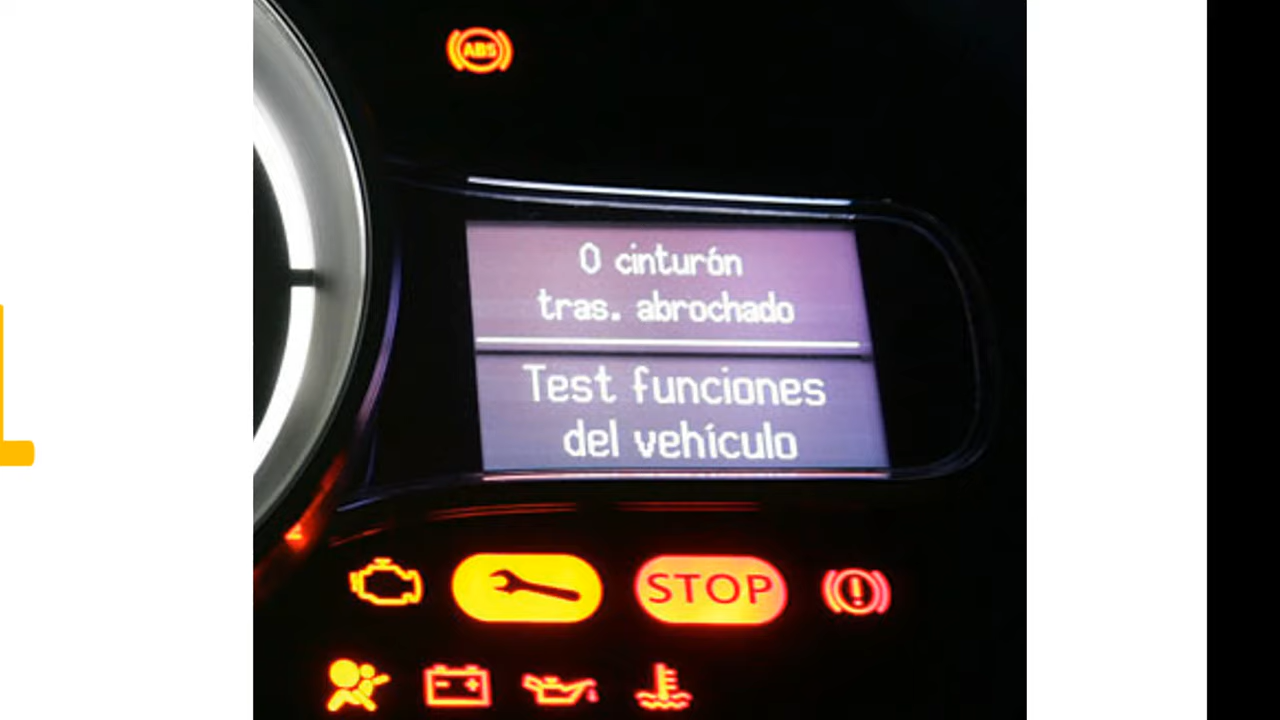 ABS
0 cinturón
tras. abrochado
Test funciones
del vehículo
STOP